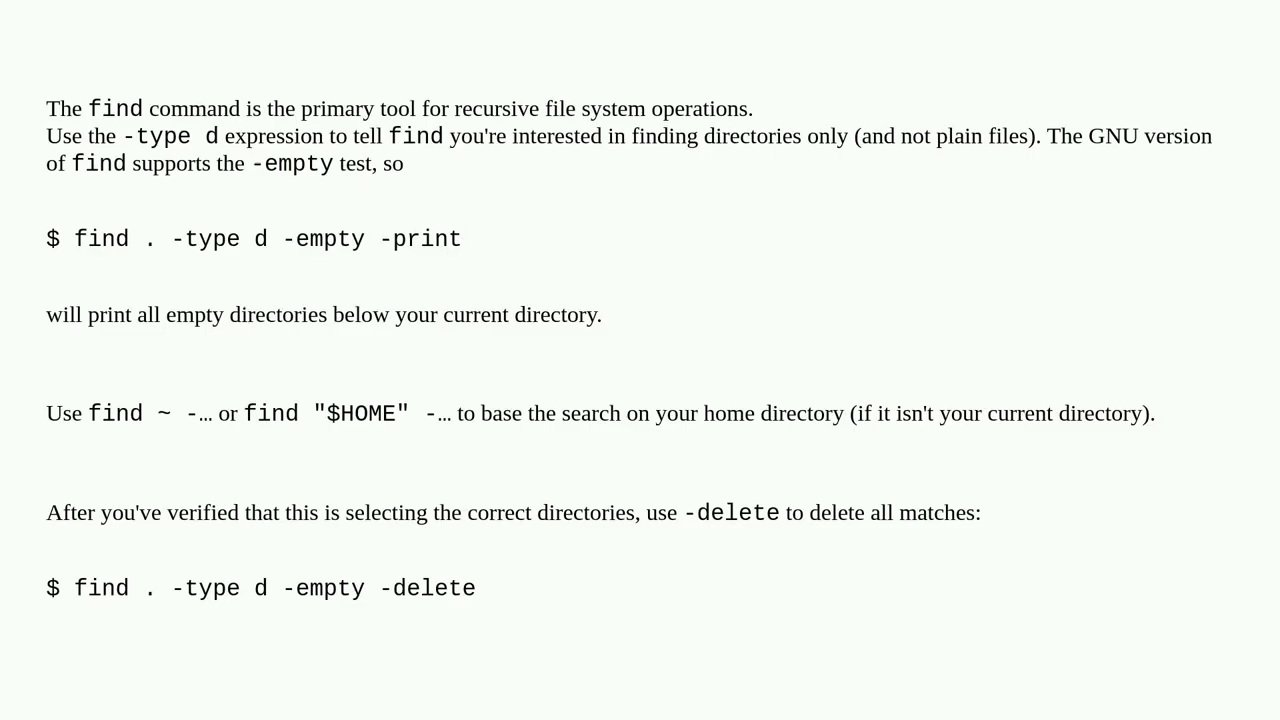 The find command is the primary tool for recursive file system operations.
Use the -type d expression to tell find you're interested in finding directories only (and not plain files). The GNU version
of find supports the -empty test, so
$ find . -type d -empty -print
will print all empty directories below your current directory.
Use find ~ -… or find "$HOME" -… to base the search on your home directory (if it isn't your current directory).
After you've verified that this is selecting the correct directories, use -delete to delete all matches:
$ find . -type d -empty -delete